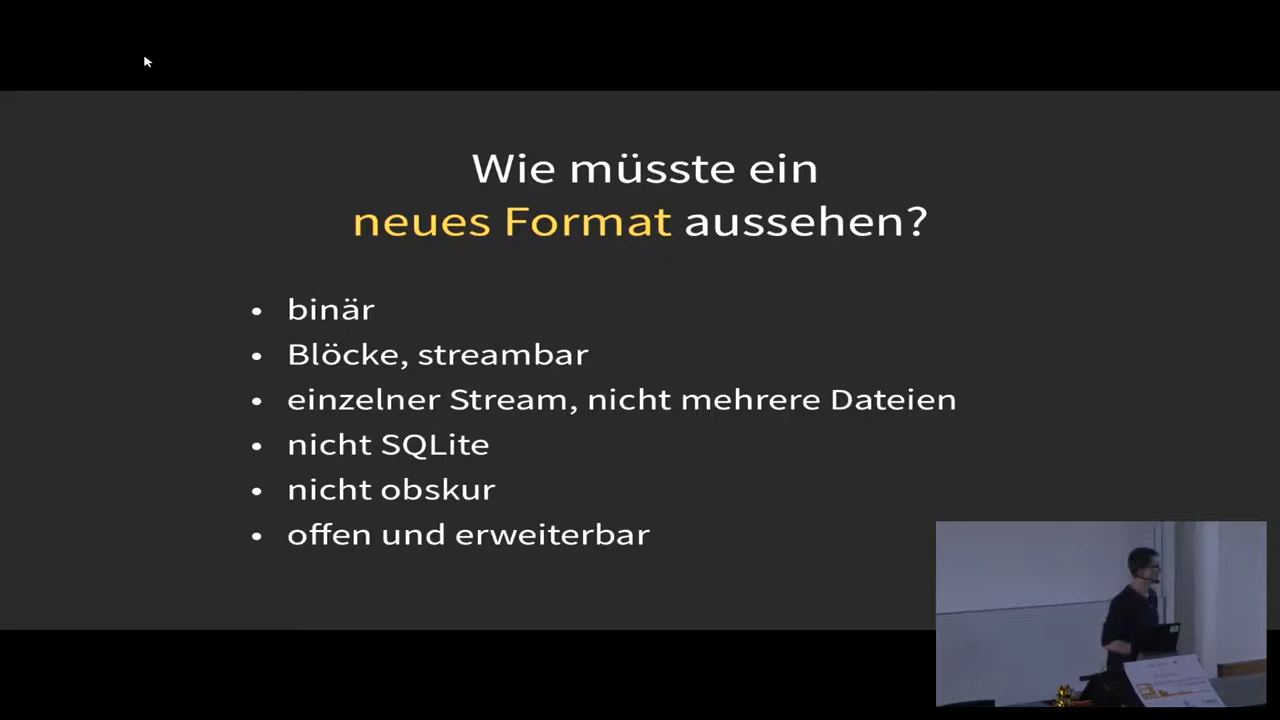 Wie müsste ein
neues Format aussehen?
• binär
• Blöcke, streambar
• einzelner Stream, nicht mehrere Dateien
• nicht SQLite
• nicht obskur
• offen und erweiterbar